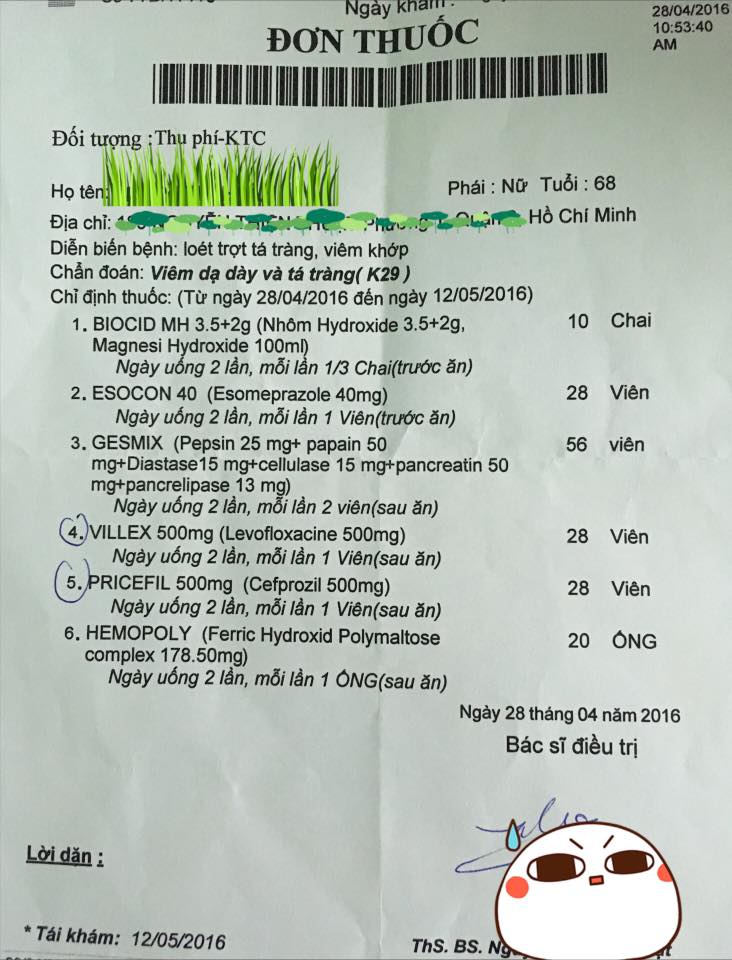 Ngày khám :
28/04/2016
10:53:40
AM
ĐƠN THUỐC
Đối tượng :Thu phí-KTC
Họ tên:
Phái : Nữ Tuổi : 68
Địa chỉ: Hồ Chí Minh
Diễn biến bệnh: loét trợt tá tràng, viêm khớp
Chẩn đoán: Viêm dạ dày và tá tràng( K29 )
Chỉ định thuốc: (Từ ngày 28/04/2016 đến ngày 12/05/2016)
1. BIOCID MH 3.5+2g (Nhôm Hydroxide 3.5+2g, 10 Chai
Magnesi Hydroxide 100ml)
Ngày uống 2 lần, mỗi lần 1/3 Chai(trước ăn)
2. ESOCON 40 (Esomeprazole 40mg) 28 Viên
Ngày uống 2 lần, mỗi lần 1 Viên(trước ăn)
3. GESMIX (Pepsin 25 mg+ papain 50 56 viên
mg+Diastase15 mg+cellulase 15 mg+pancreatin 50
mg+pancrelipase 13 mg)
Ngày uống 2 lần, mỗi lần 2 viên(sau ăn)
4. VILLEX 500mg (Levofloxacine 500mg) 28 Viên
Ngày uống 2 lần, mỗi lần 1 Viên(sau ăn)
5. PRICEFIL 500mg (Cefprozil 500mg) 28 Viên
Ngày uống 2 lần, mỗi lần 1 Viên(sau ăn)
6. HEMOPOLY (Ferric Hydroxid Polymaltose 20 ỐNG
complex 178.50mg)
Ngày uống 2 lần, mỗi lần 1 ỐNG(sau ăn)
Ngày 28 tháng 04 năm 2016
Bác sĩ điều trị
Lời dặn :
* Tái khám: 12/05/2016
ThS. BS.